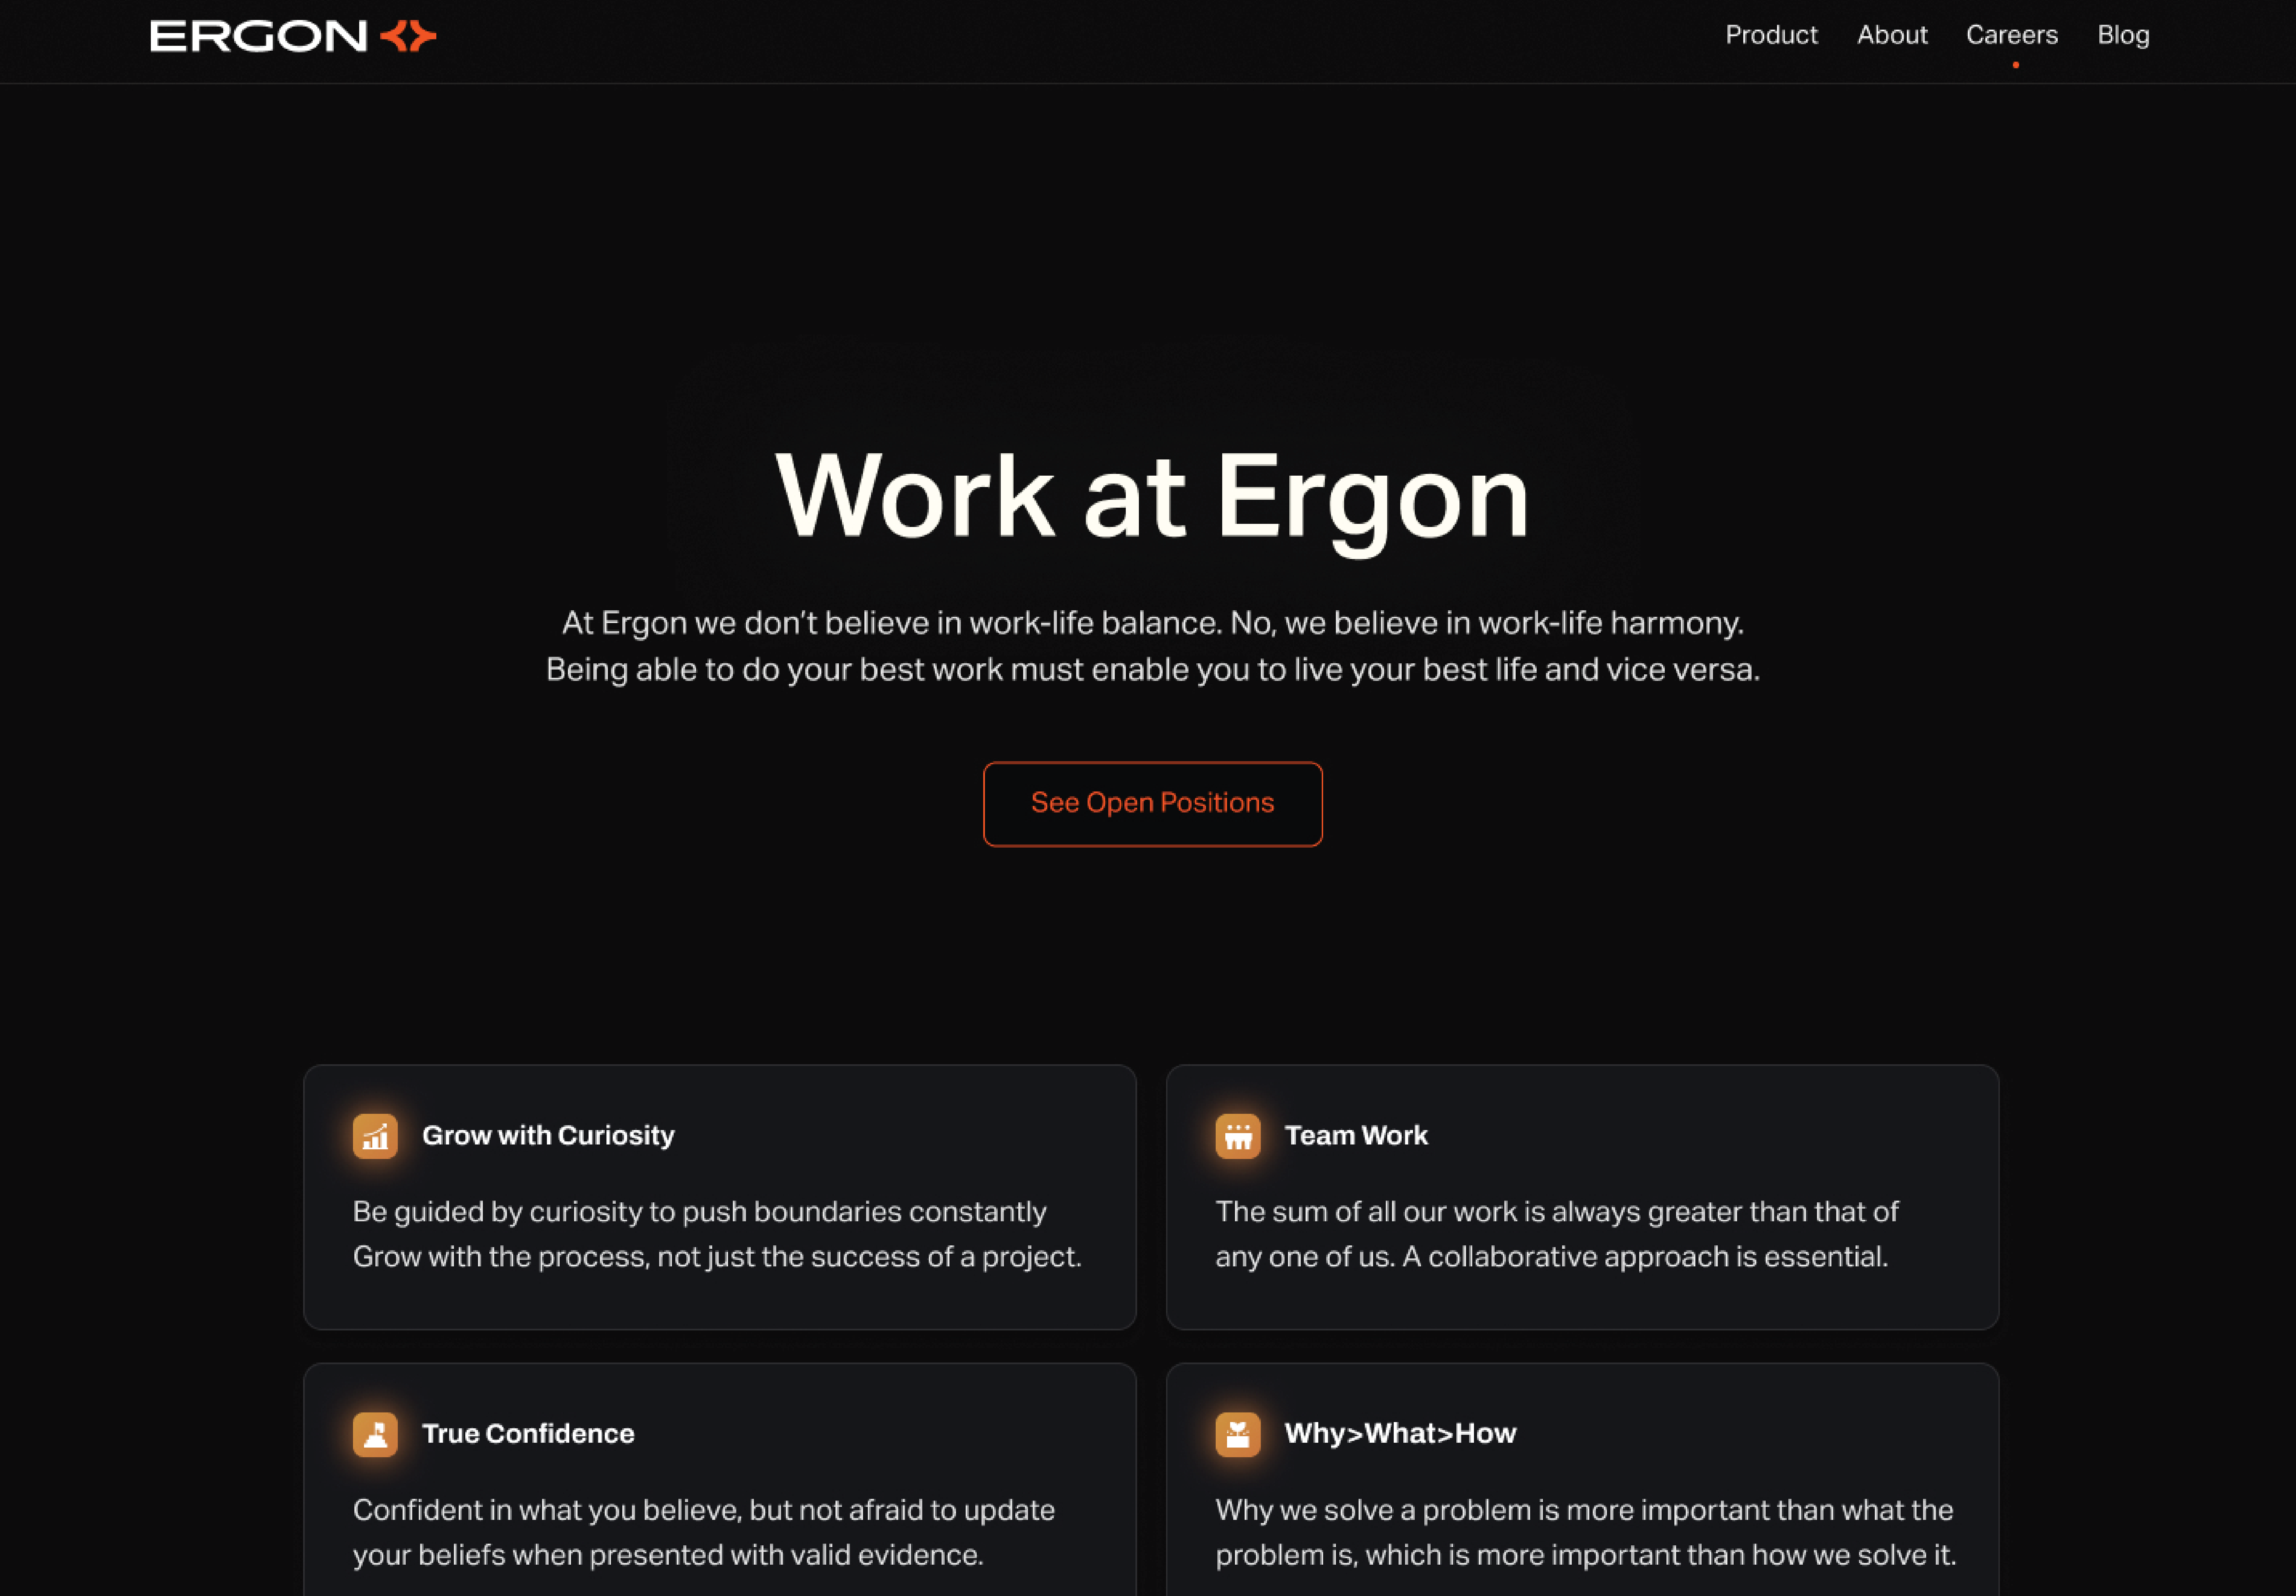 ERGON
Product About Careers Blog
Work at Ergon
At Ergon we don’t believe in work-life balance. No, we believe in work-life harmony.
Being able to do your best work must enable you to live your best life and vice versa.
See Open Positions
Grow with Curiosity
Be guided by curiosity to push boundaries constantly
Grow with the process, not just the success of a project.
Team Work
The sum of all our work is always greater than that of
any one of us. A collaborative approach is essential.
True Confidence
Confident in what you believe, but not afraid to update
your beliefs when presented with valid evidence.
Why>What>How
Why we solve a problem is more important than what the
problem is, which is more important than how we solve it.